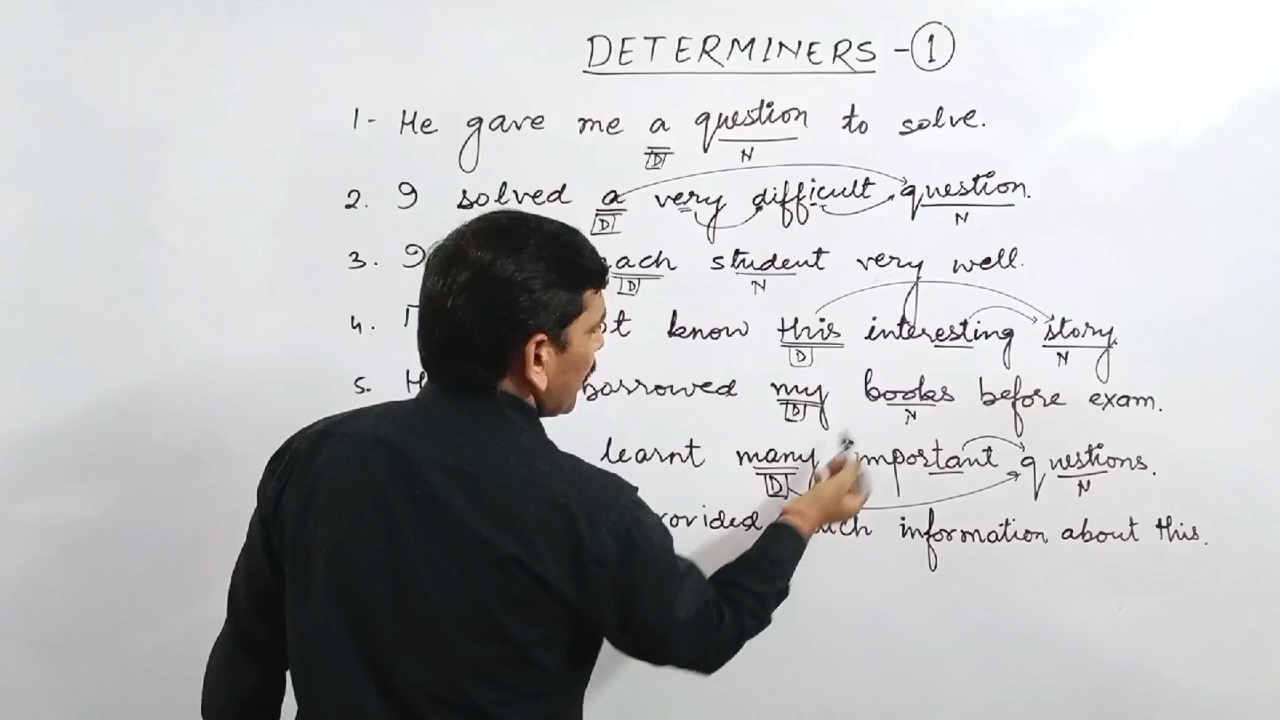 DETERMINERS - 1
1- He gave me a question to solve.
D N
2. I solved a very difficult question.
D N
3. I student very well.
D N
4. know this interesting story.
D N
5. borrowed my books before exam.
D N
learnt many important questions.
D N
information about this.